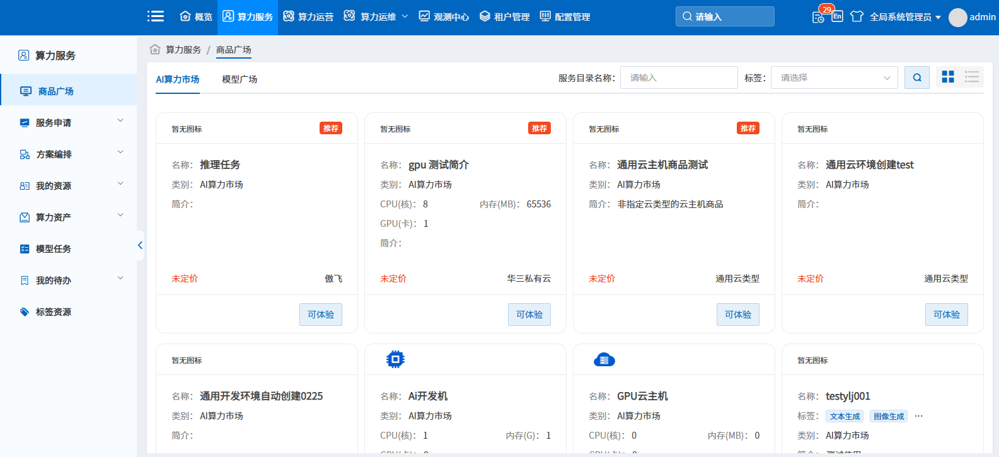 概览 算力服务 算力运营 算力运维 观测中心 租户管理 配置管理 请输入 29 En 全局系统管理员 admin
算力服务
商品广场
服务申请
方案编排
我的资源
算力资产
模型任务
我的待办
标签资源
算力服务 / 商品广场
AI算力市场 模型广场 服务目录名称: 请输入 标签: 请选择
暂无图标 推荐
名称: 推理任务
类别: AI算力市场
简介:
未定价 傲飞
可体验
暂无图标 推荐
名称: gpu 测试简介
类别: AI算力市场
CPU(核): 8 内存(MB): 65536
GPU(卡): 1
简介:
未定价 华三私有云
可体验
暂无图标 推荐
名称: 通用云主机商品测试
类别: AI算力市场
简介: 非指定云类型的云主机商品
未定价 通用云类型
可体验
暂无图标
名称: 通用云环境创建test
类别: AI算力市场
简介:
未定价 通用云类型
可体验
暂无图标
名称: 通用开发环境自动创建0225
类别: AI算力市场
简介:
名称: Ai开发机
类别: AI算力市场
CPU(核): 1 内存(G): 1
名称: GPU云主机
类别: AI算力市场
CPU(核): 0 内存(MB): 0
暂无图标
名称: testylj001
标签: 文本生成 图像生成 ...
类别: AI算力市场